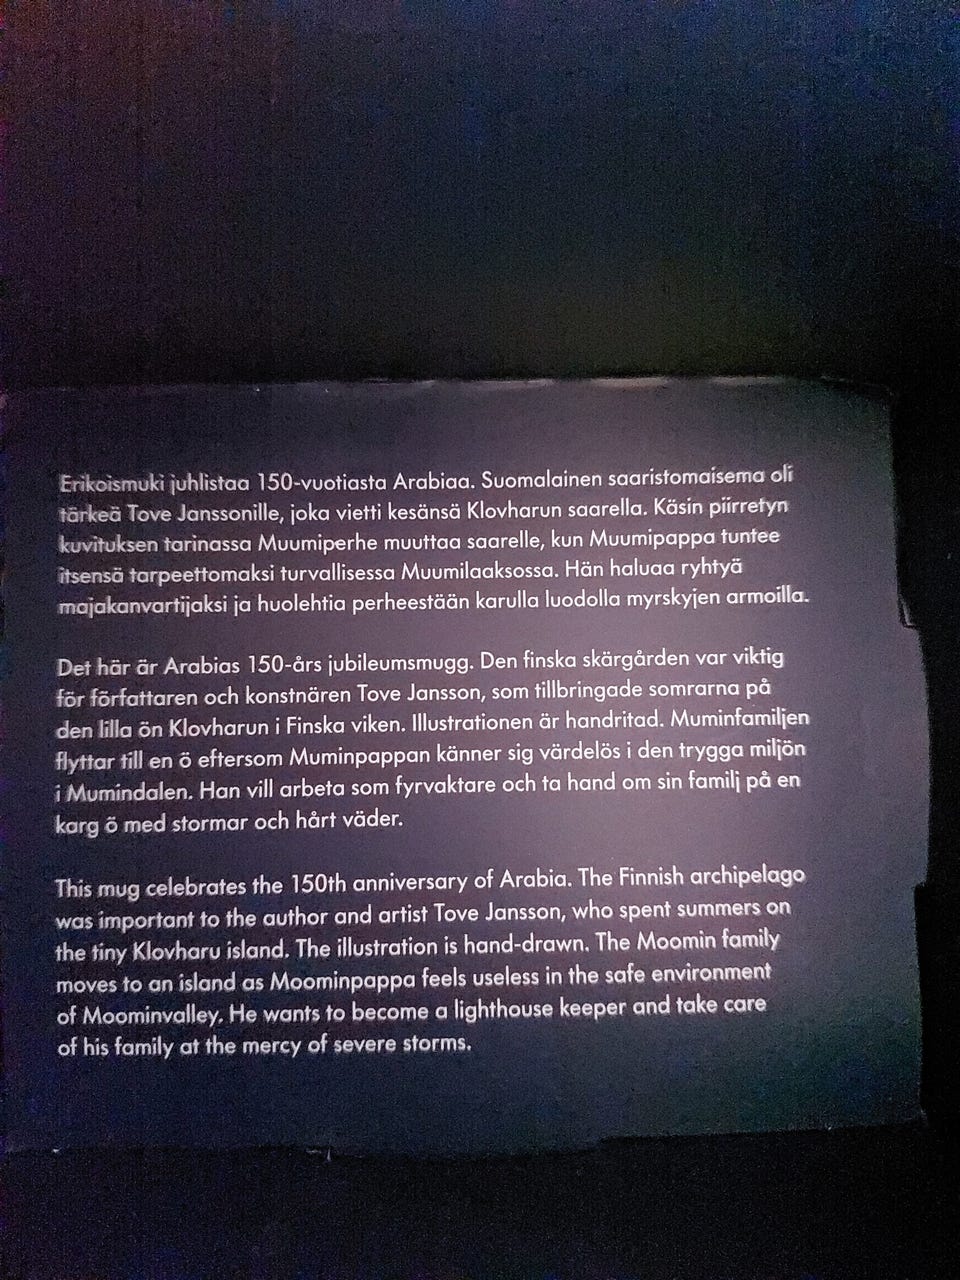 Erikoismuki juhlistaa 150-vuotiasta Arabiaa. Suomalainen saaristomaisema oli
tärkeä Tove Janssonille, joka vietti kesänsä Klovharun saarella. Käsin piirretyn
kuvituksen tarinassa Muumiperhe muuttaa saarelle, kun Muumipappa tuntee
itsensä tarpeettomaksi turvallisessa Muumilaaksossa. Hän haluaa ryhtyä
majakanvartijaksi ja huolehtia perheestään karulla luodolla myrskyjen armoilla.
Det här är Arabias 150-års jubileumsmugg. Den finska skärgården var viktig
för författaren och konstnären Tove Jansson, som tillbringade somrarna på
den lilla ön Klovharun i Finska viken. Illustrationen är handritad. Muminfamiljen
flyttar till en ö eftersom Muminpappan känner sig värdelös i den trygga miljön
i Mumindalen. Han vill arbeta som fyrvaktare och ta hand om sin familj på en
karg ö med stormar och hårt väder.
This mug celebrates the 150th anniversary of Arabia. The Finnish archipelago
was important to the author and artist Tove Jansson, who spent summers on
the tiny Klovharu island. The illustration is hand-drawn. The Moomin family
moves to an island as Moominpappa feels useless in the safe environment
of Moominvalley. He wants to become a lighthouse keeper and take care
of his family at the mercy of severe storms.